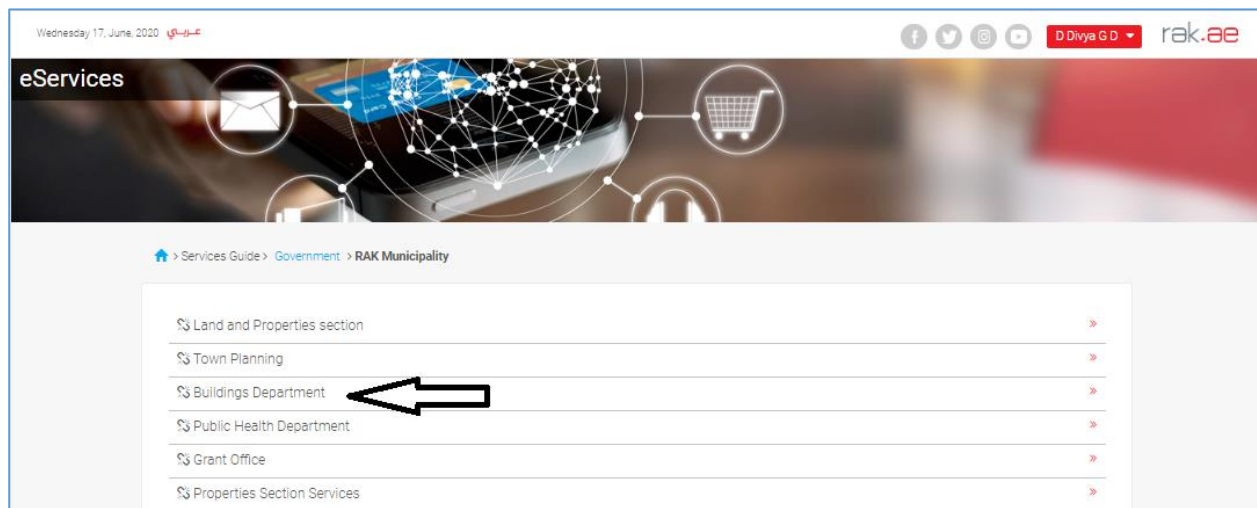 Wednesday 17, June, 2020 عــربــي
D Divya G D
rak.ae
eServices
> Services Guide > Government > RAK Municipality
Land and Properties section »
Town Planning »
Buildings Department »
Public Health Department »
Grant Office »
Properties Section Services »